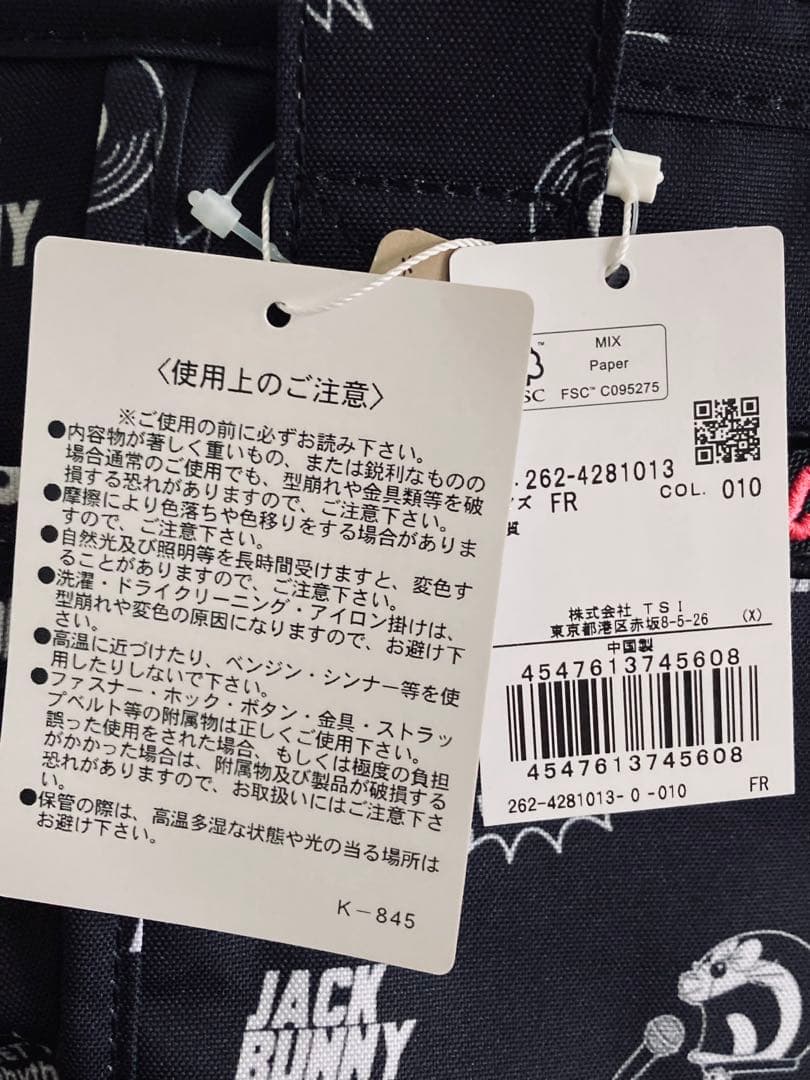 〈使用上のご注意〉
※ご使用の前に必ずお読み下さい。
●内容物が著しく重いもの、または鋭利なものの
場合通常のご使用でも、型崩れや金具類等を破
損する恐れがありますので、ご注意下さい。
●摩擦により色落ちや色移りをする場合がありま
すので、ご注意下さい。
●自然光及び照明等を長時間受けますと、変色す
ることがありますので、ご注意下さい。
●洗濯・ドライクリーニング・アイロン掛けは、
型崩れや変色の原因になりますので、お避け下
さい。
●高温に近づけたり、ベンジン・シンナー等を使
用したりしないで下さい。
●ファスナー・ホック・ボタン・金具・ストラッ
プベルト等の附属物は正しくご使用下さい。
誤った使用をされた場合、もしくは極度の負担
がかかった場合は、附属物及び製品が破損する
恐れがありますので、お取扱いにはご注意下さ
い。
●保管の際は、高温多湿な状態や光の当る場所は
お避け下さい。
K-845
MIX
Paper
FSC™ C095275
262-4281013
ズ FR COL. 010
質
株式会社 TSI
東京都港区赤坂8-5-26 (X)
中国製
4547613745608
4547613745608
262-4281013-0-010 FR
JACK
BUNNY